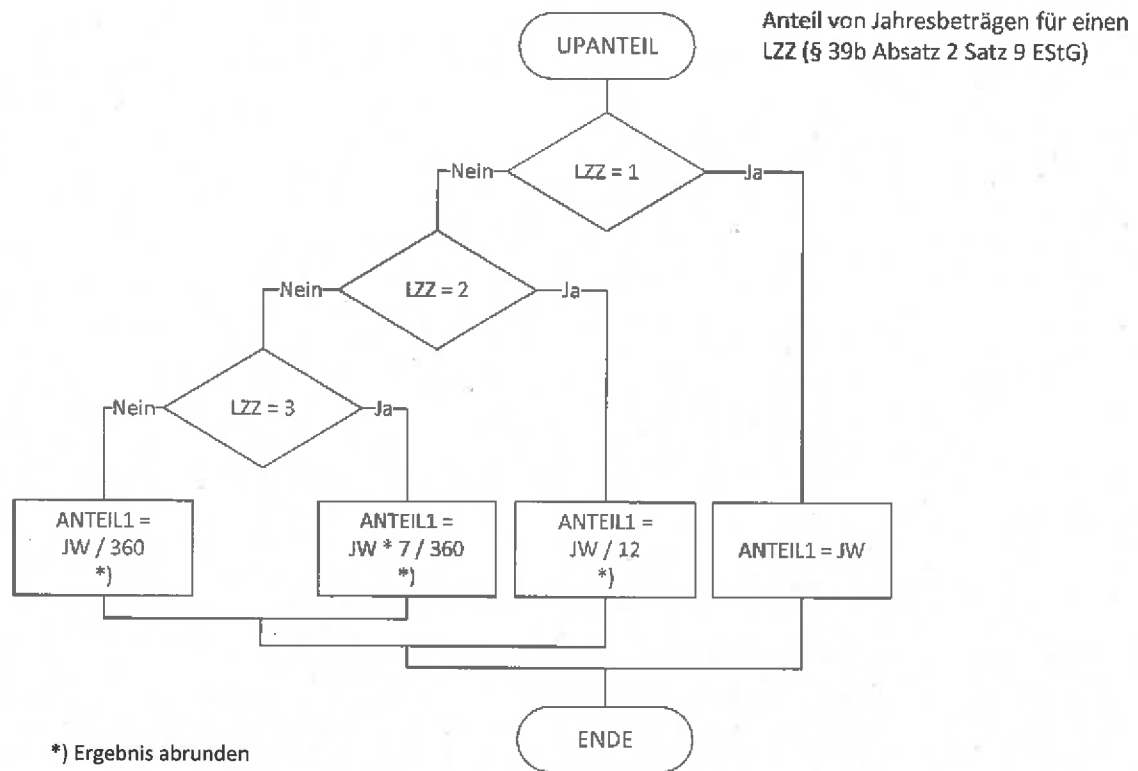 Anteil von Jahresbeträgen für einen
LZZ (§ 39b Absatz 2 Satz 9 EStG)
UPANTEIL
Nein
LZZ = 1
Ja
Nein
LZZ = 2
Ja
Nein
LZZ = 3
Ja
ANTEIL1 =
JW / 360
*)
ANTEIL1 =
JW * 7 / 360
*)
ANTEIL1 =
JW / 12
*)
ANTEIL1 = JW
ENDE
*) Ergebnis abrunden